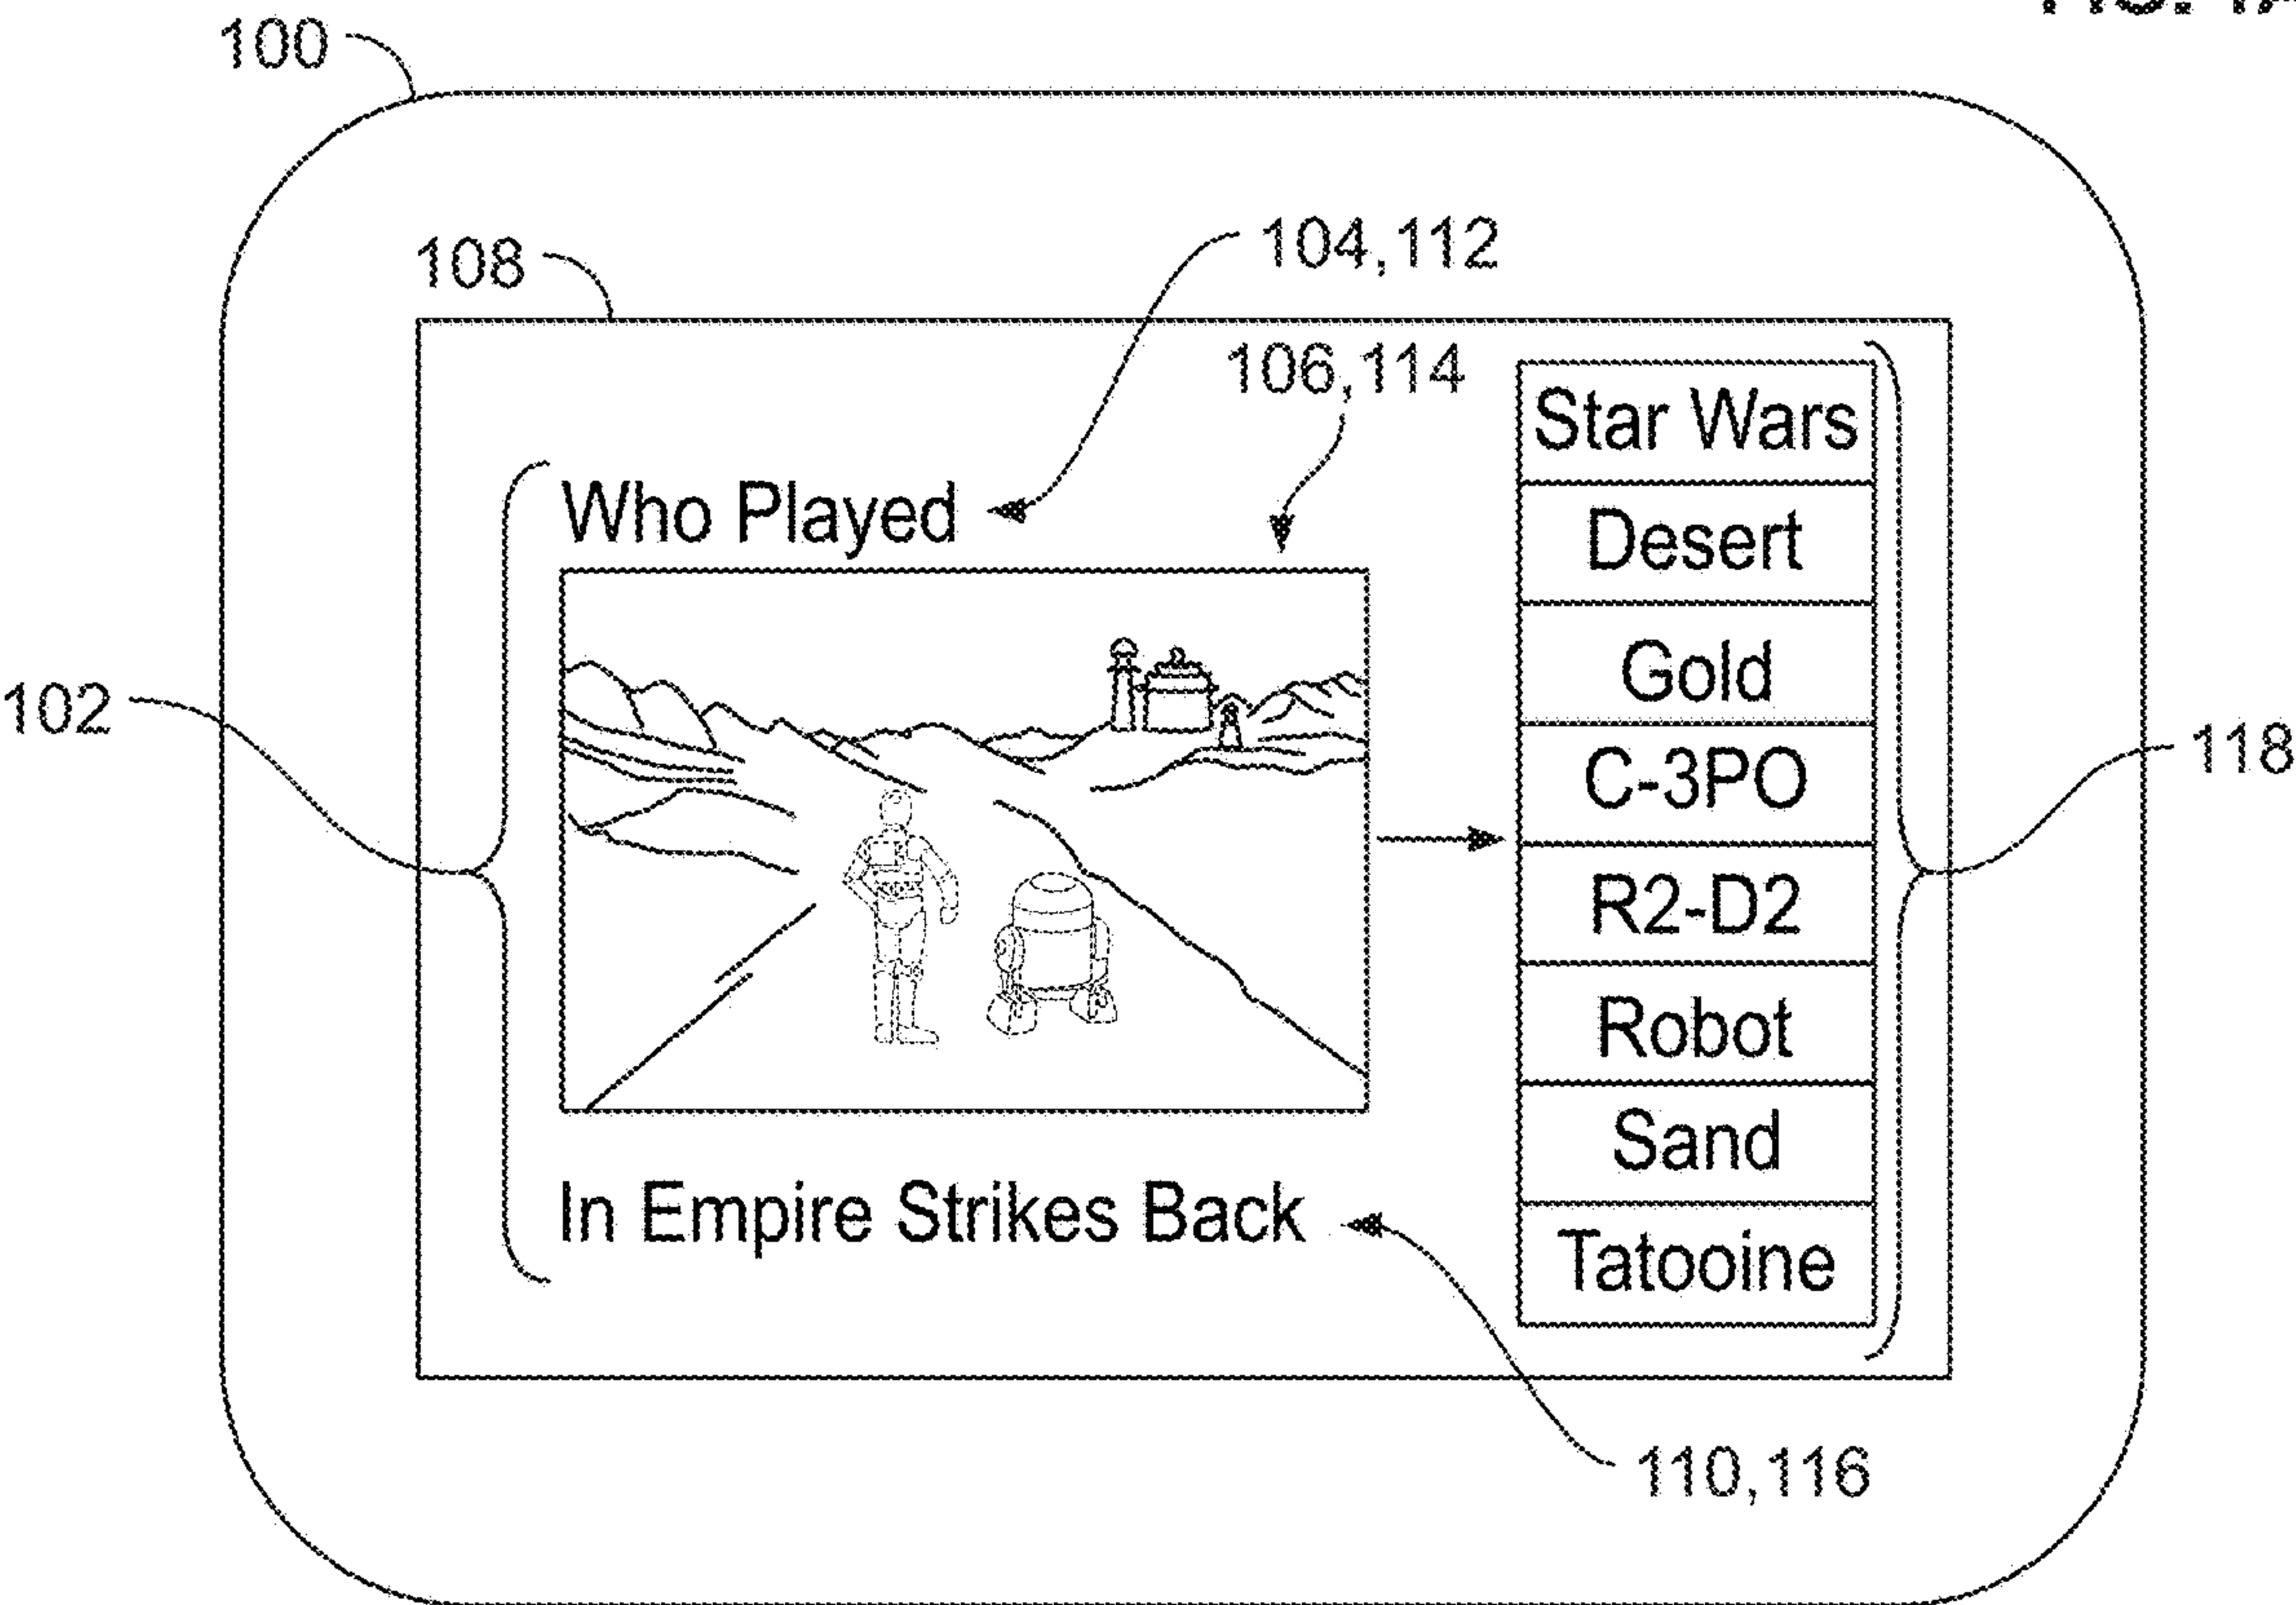 100
108
104,112
106,114
Who Played
In Empire Strikes Back
Star Wars
Desert
Gold
C-3PO
R2-D2
Robot
Sand
Tatooine
102
118
110,116